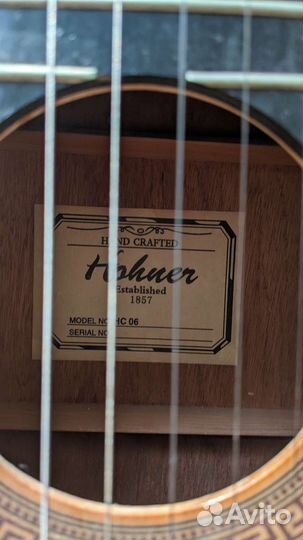 HAND CRAFTED
Hohner
Established
1857
MODEL NO. HC 06
SERIAL NO.
Avito